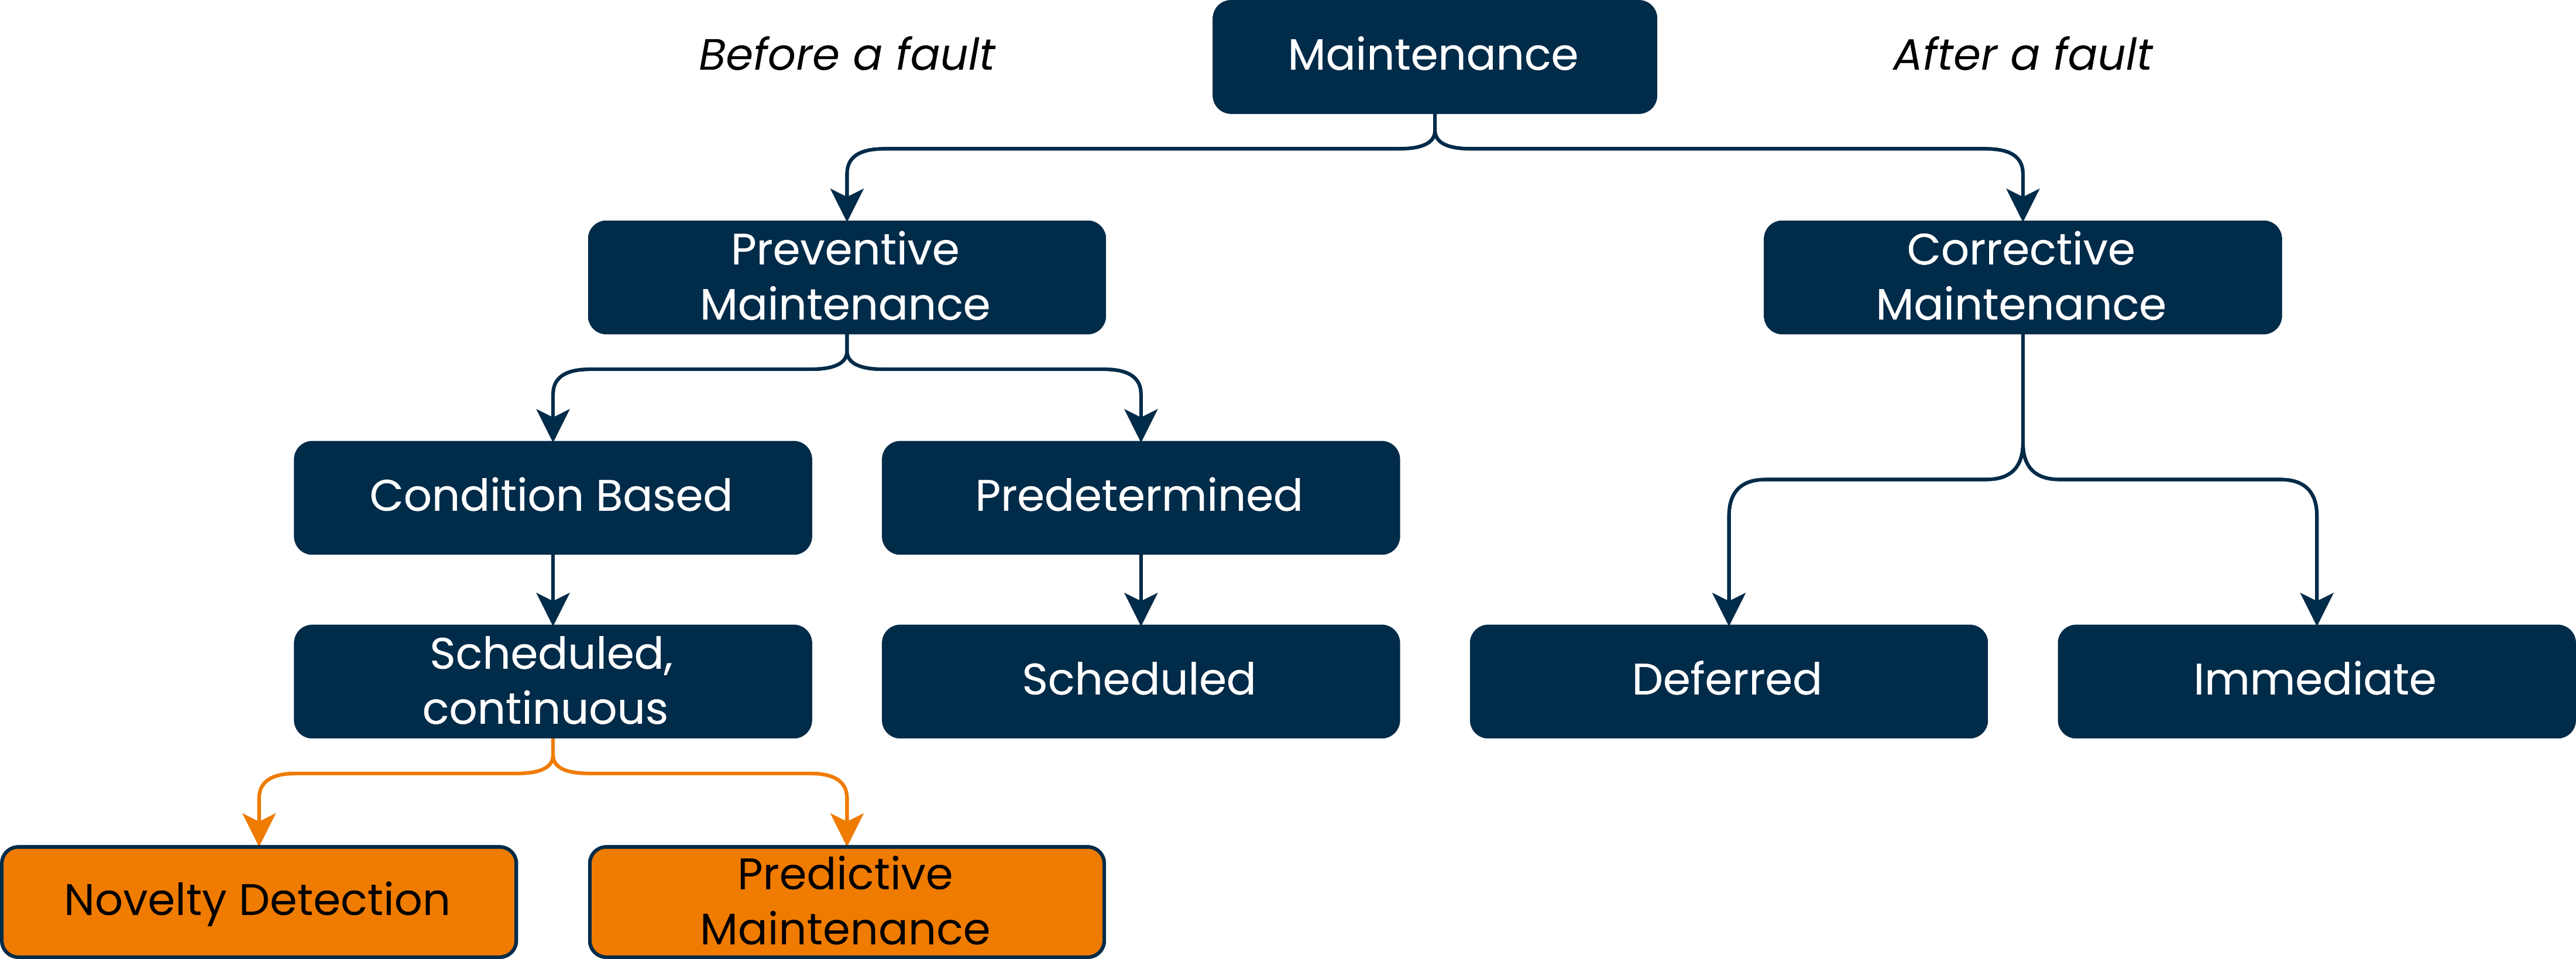 Before a fault
Maintenance
After a fault
Preventive
Maintenance
Corrective
Maintenance
Condition Based
Predetermined
Scheduled,
continuous
Scheduled
Deferred
Immediate
Novelty Detection
Predictive
Maintenance